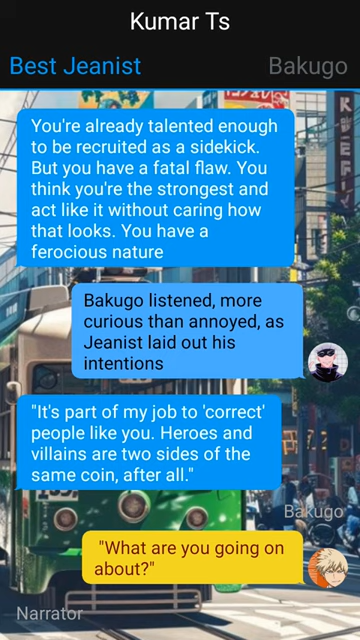 Kumar Ts
Best Jeanist
Bakugo
You're already talented enough
to be recruited as a sidekick.
But you have a fatal flaw. You
think you're the strongest and
act like it without caring how
that looks. You have a
ferocious nature
Bakugo listened, more
curious than annoyed, as
Jeanist laid out his
intentions
"It's part of my job to 'correct'
people like you. Heroes and
villains are two sides of the
same coin, after all."
Bakugo
"What are you going on
about?"
Narrator